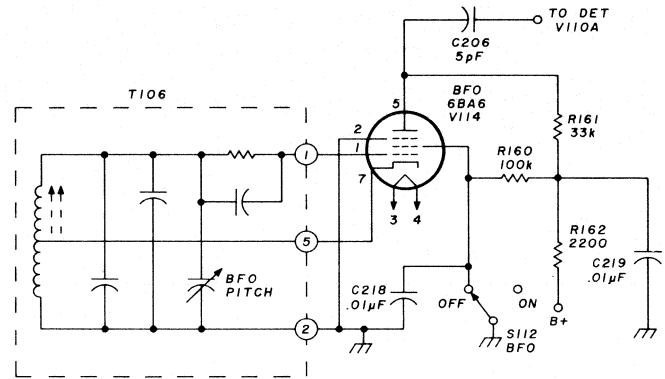 TO DET
V110A
C206
5pF
T106
BFO
6BA6
V114
5
2
1
7
3 4
R161
33k
R160
100k
1
5
2
BFO
PITCH
R162
2200
C219
.01µF
C218
.01µF
OFF
ON
B+
S112
BFO